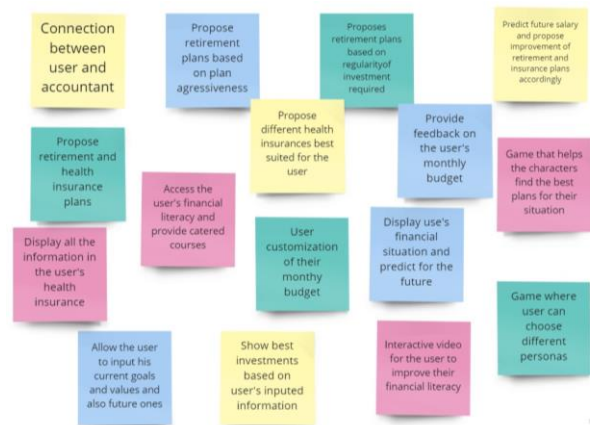 Connection
between
user and
accountant
Propose
retirement
plans based
on plan
agressiveness
Proposes
retirement plans
based on
regularityof
investment
required
Predict future salary
and propose
improvement of
retirement and
insurance plans
accordingly
Propose
retirement and
health
insurance
plans
Propose
different health
insurances best
suited for the
user
Provide
feedback on
the user's
monthly
budget
Game that helps
the characters
find the best
plans for their
situation
Access the
user's financial
literacy and
provide catered
courses
Display all the
information in
the user's
health
insurance
User
customization
of their
monthy
budget
Display use's
financial
situation and
predict for the
future
Game where
user can
choose
different
personas
Allow the user
to input his
current goals
and values and
also future ones
Show best
investments
based on
user's inputed
information
Interactive video
for the user to
improve their
financial literacy